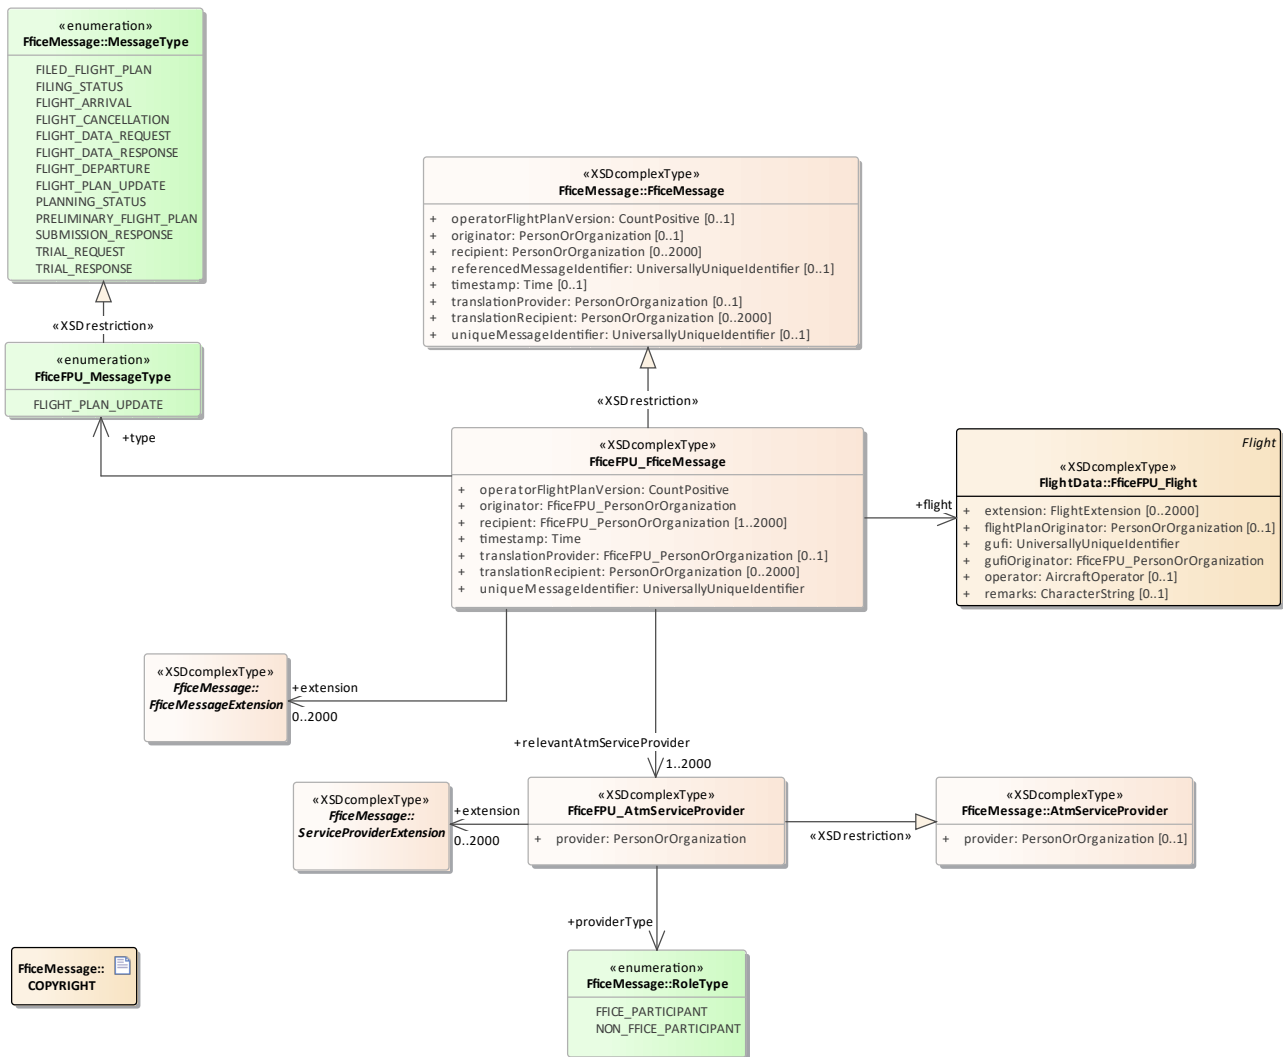 «enumeration»
FficeMessage::MessageType
FILED_FLIGHT_PLAN
FILING_STATUS
FLIGHT_ARRIVAL
FLIGHT_CANCELLATION
FLIGHT_DATA_REQUEST
FLIGHT_DATA_RESPONSE
FLIGHT_DEPARTURE
FLIGHT_PLAN_UPDATE
PLANNING_STATUS
PRELIMINARY_FLIGHT_PLAN
SUBMISSION_RESPONSE
TRIAL_REQUEST
TRIAL_RESPONSE
«XSDrestriction»
«enumeration»
FficeFPU_MessageType
FLIGHT_PLAN_UPDATE
+type
«XSDcomplexType»
FficeMessage::FficeMessage
+ operatorFlightPlanVersion: CountPositive [0..1]
+ originator: PersonOrOrganization [0..1]
+ recipient: PersonOrOrganization [0..2000]
+ referencedMessageIdentifier: UniversallyUniqueIdentifier [0..1]
+ timestamp: Time [0..1]
+ translationProvider: PersonOrOrganization [0..1]
+ translationRecipient: PersonOrOrganization [0..2000]
+ uniqueMessageIdentifier: UniversallyUniqueIdentifier [0..1]
«XSDrestriction»
«XSDcomplexType»
FficeFPU_FficeMessage
+ operatorFlightPlanVersion: CountPositive
+ originator: FficeFPU_PersonOrOrganization
+ recipient: FficeFPU_PersonOrOrganization [1..2000]
+ timestamp: Time
+ translationProvider: FficeFPU_PersonOrOrganization [0..1]
+ translationRecipient: PersonOrOrganization [0..2000]
+ uniqueMessageIdentifier: UniversallyUniqueIdentifier
+flight
Flight
«XSDcomplexType»
FlightData::FficeFPU_Flight
+ extension: FlightExtension [0..2000]
+ flightPlanOriginator: PersonOrOrganization [0..1]
+ gufi: UniversallyUniqueIdentifier
+ gufiOriginator: FficeFPU_PersonOrOrganization
+ operator: AircraftOperator [0..1]
+ remarks: CharacterString [0..1]
«XSDcomplexType»
FficeMessage::
FficeMessageExtension
+extension
0..2000
+relevantAtmServiceProvider
1..2000
«XSDcomplexType»
FficeMessage::
ServiceProviderExtension
+extension
0..2000
«XSDcomplexType»
FficeFPU_AtmServiceProvider
+ provider: PersonOrOrganization
«XSDrestriction»
«XSDcomplexType»
FficeMessage::AtmServiceProvider
+ provider: PersonOrOrganization [0..1]
+providerType
«enumeration»
FficeMessage::RoleType
FFICE_PARTICIPANT
NON_FFICE_PARTICIPANT
FficeMessage::
COPYRIGHT